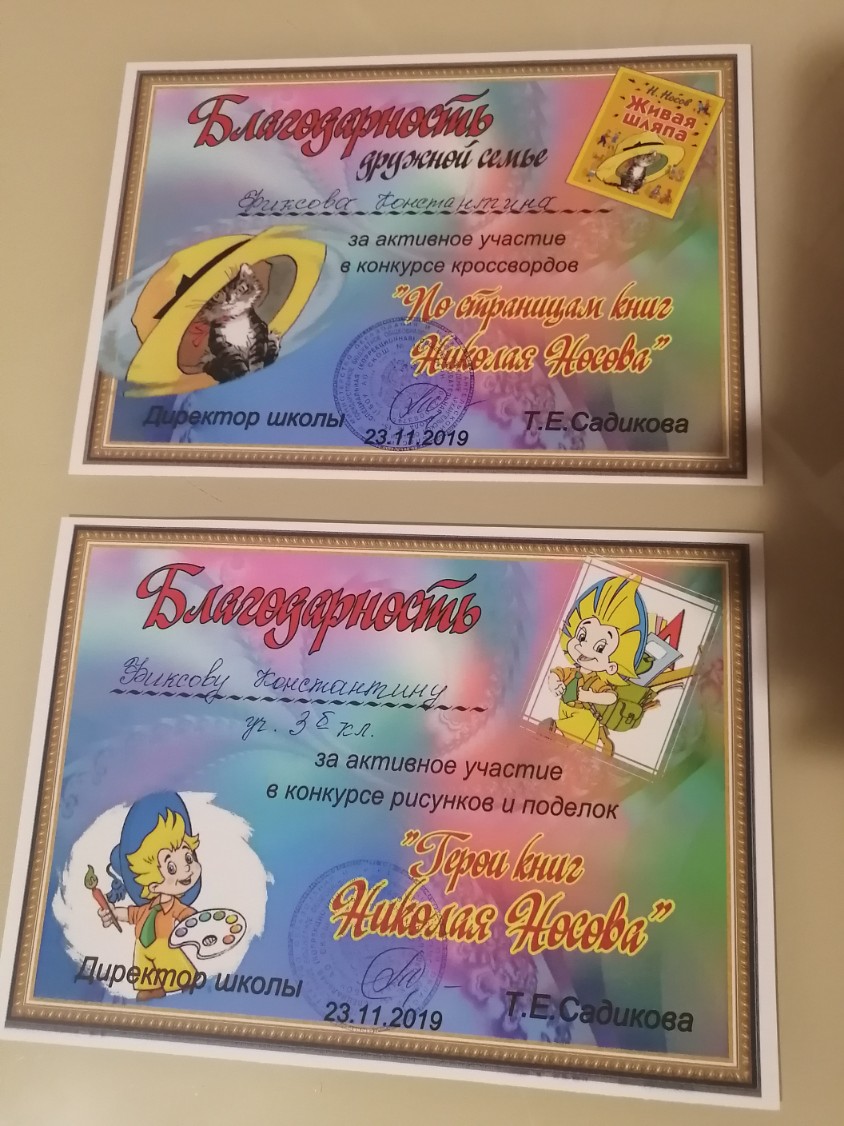 Благодарность
дружной семье
Н. Носов
Живая
шляпа
Фиксова Константина
за активное участие
в конкурсе кроссвордов
"По страницам книг
Николая Носова"
Директор школы
23.11.2019
Т.Е.Садикова
Благодарность
Фиксову Константину
уч. 3 Б кл.
за активное участие
в конкурсе рисунков и поделок
"Герои книг
Николая Носова"
Директор школы
23.11.2019
Т.Е.Садикова